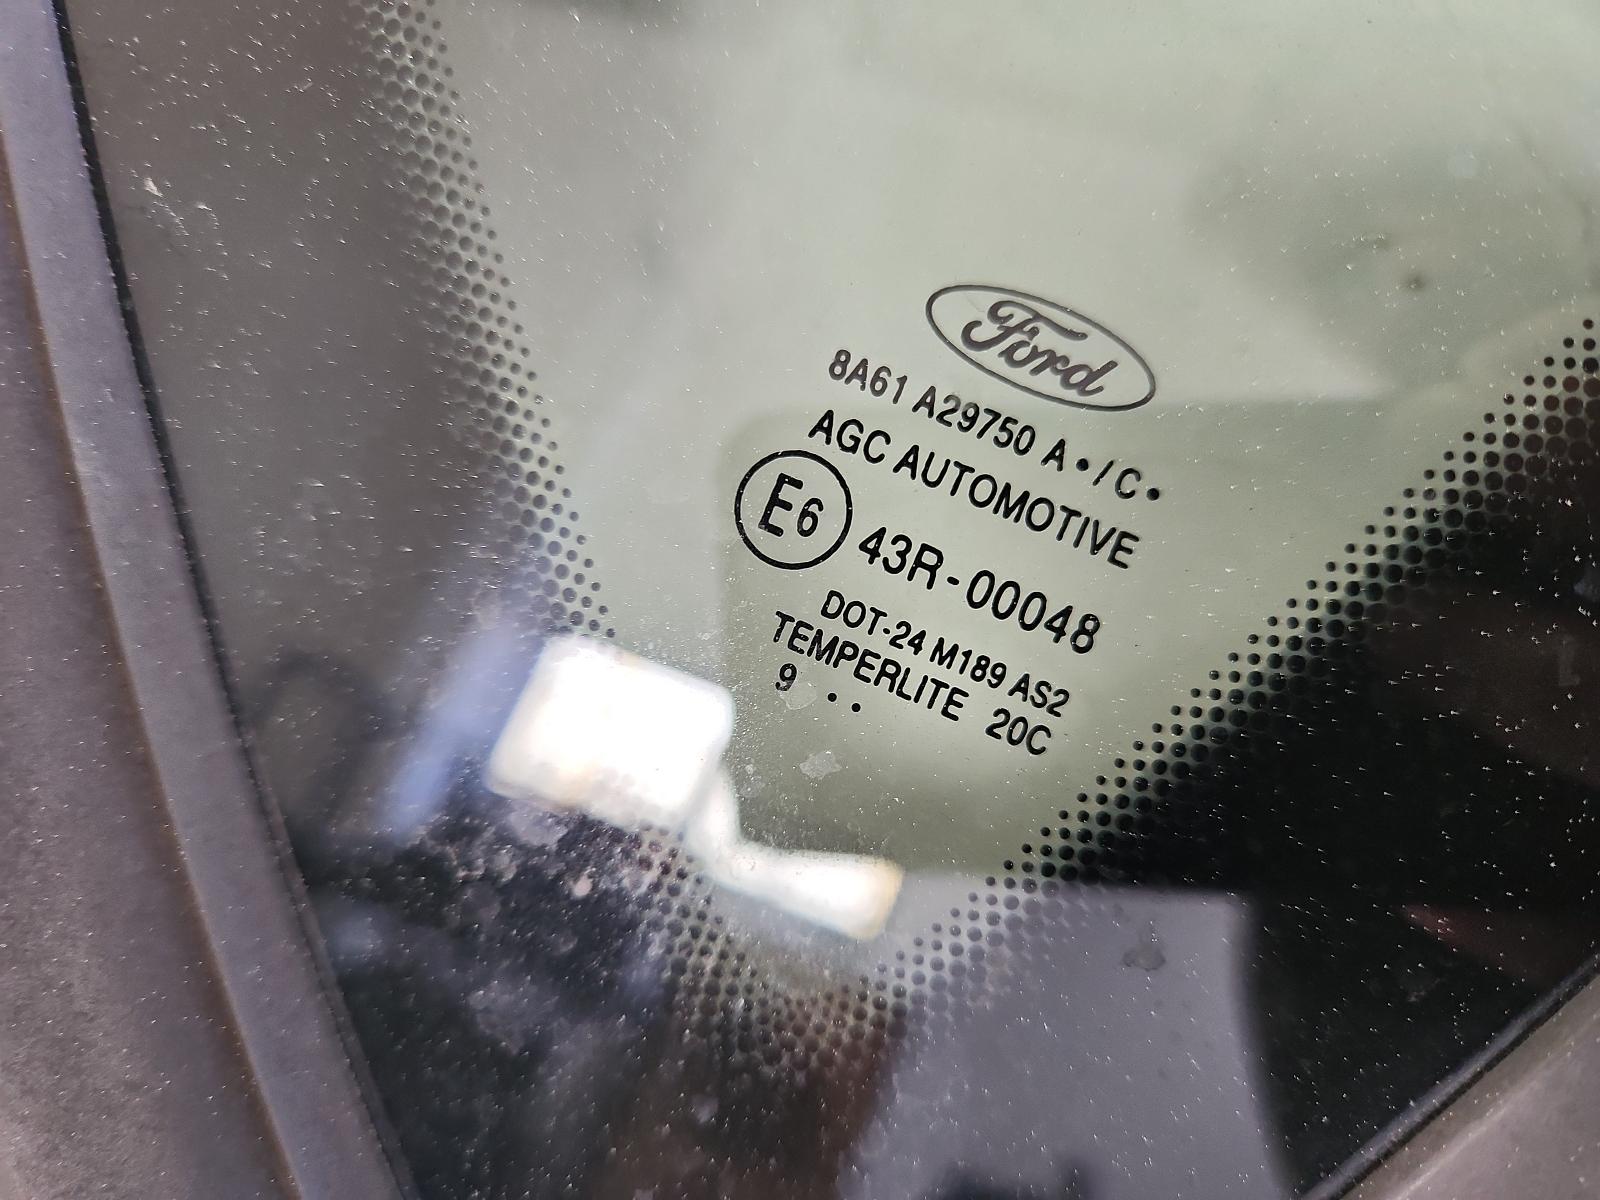 Ford
8A61 A29750 A•/C•
AGC AUTOMOTIVE
E6 43R-00048
DOT-24 M189 AS2
TEMPERLITE 20C
9 ..